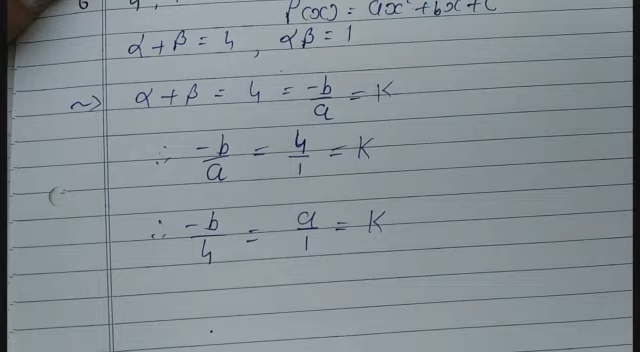 P(x) = ax² + bx + c
α + β = 4 , αβ = 1
~> α + β = 4 = -b/a = K
∴ -b/a = 4/1 = K
∴ -b/4 = a/1 = K